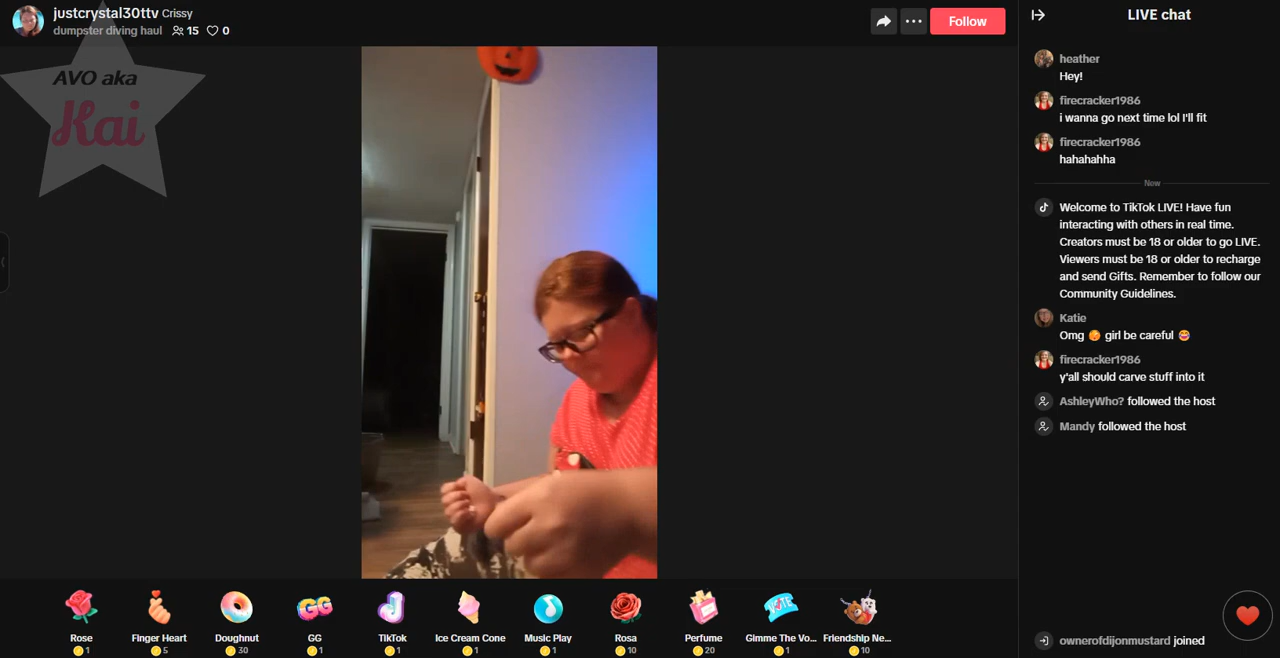 justcrystal30ttv Crissy
dumpster diving haul 15 0
Follow
AVO aka
Kai
LIVE chat
heather
Hey!
firecracker1986
i wanna go next time lol I'll fit
firecracker1986
hahahahha
New
Welcome to TikTok LIVE! Have fun
interacting with others in real time.
Creators must be 18 or older to go LIVE.
Viewers must be 18 or older to recharge
and send Gifts. Remember to follow our
Community Guidelines.
Katie
Omg 🥵 girl be careful 😂
firecracker1986
y'all should carve stuff into it
AshleyWho? followed the host
Mandy followed the host
GG
VOTE
Rose
Finger Heart
Doughnut
GG
TikTok
Ice Cream Cone
Music Play
Rosa
Perfume
Gimme The Vo...
Friendship Ne...
1
5
30
1
1
1
1
10
20
1
10
ownerofdijonmustard joined